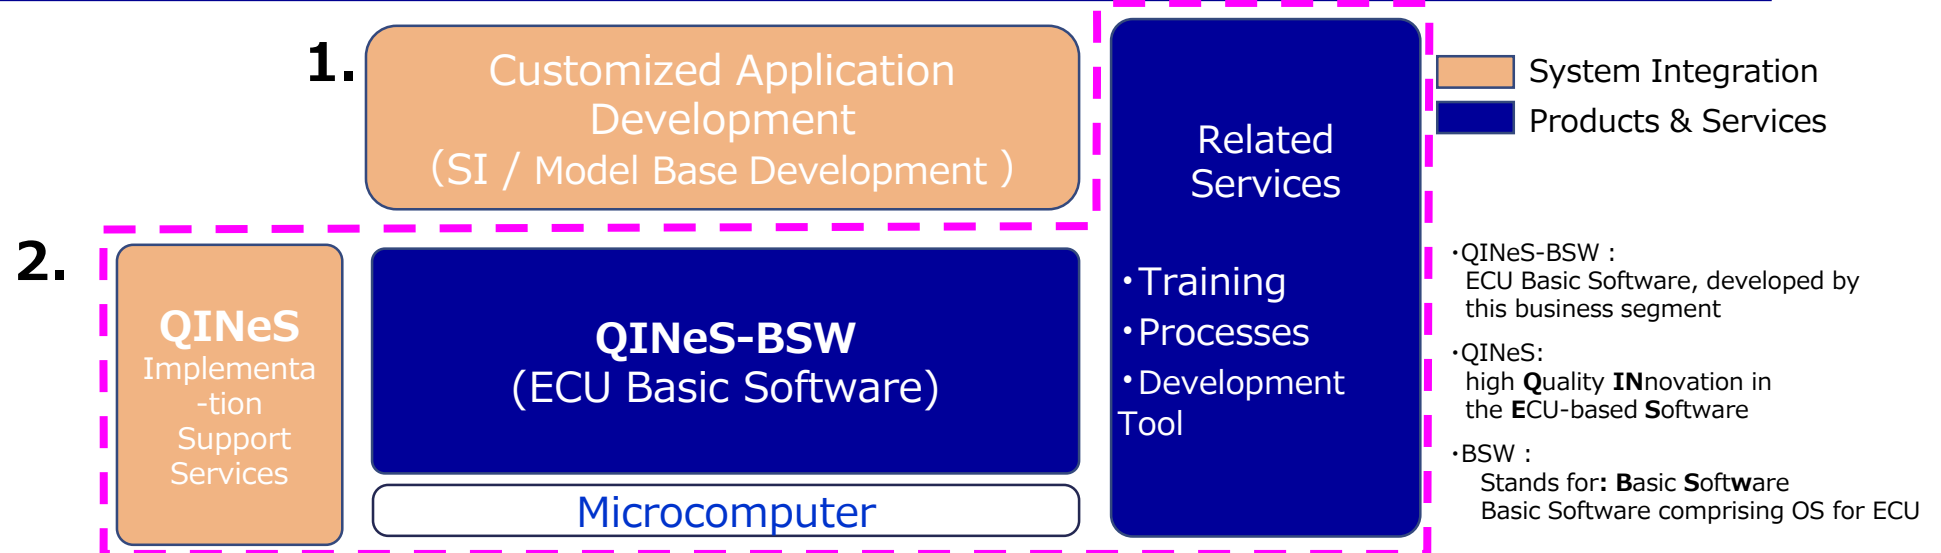 1.
Customized Application
Development
(SI / Model Base Development )
Related
Services
・Training
・Processes
・Development
Tool
System Integration
Products & Services
2.
QINeS
Implementa
-tion
Support
Services
QINeS-BSW
(ECU Basic Software)
Microcomputer
・QINeS-BSW :
ECU Basic Software, developed by
this business segment
・QINeS:
high Quality INnovation in
the ECU-based Software
・BSW :
Stands for: Basic Software
Basic Software comprising OS for ECU